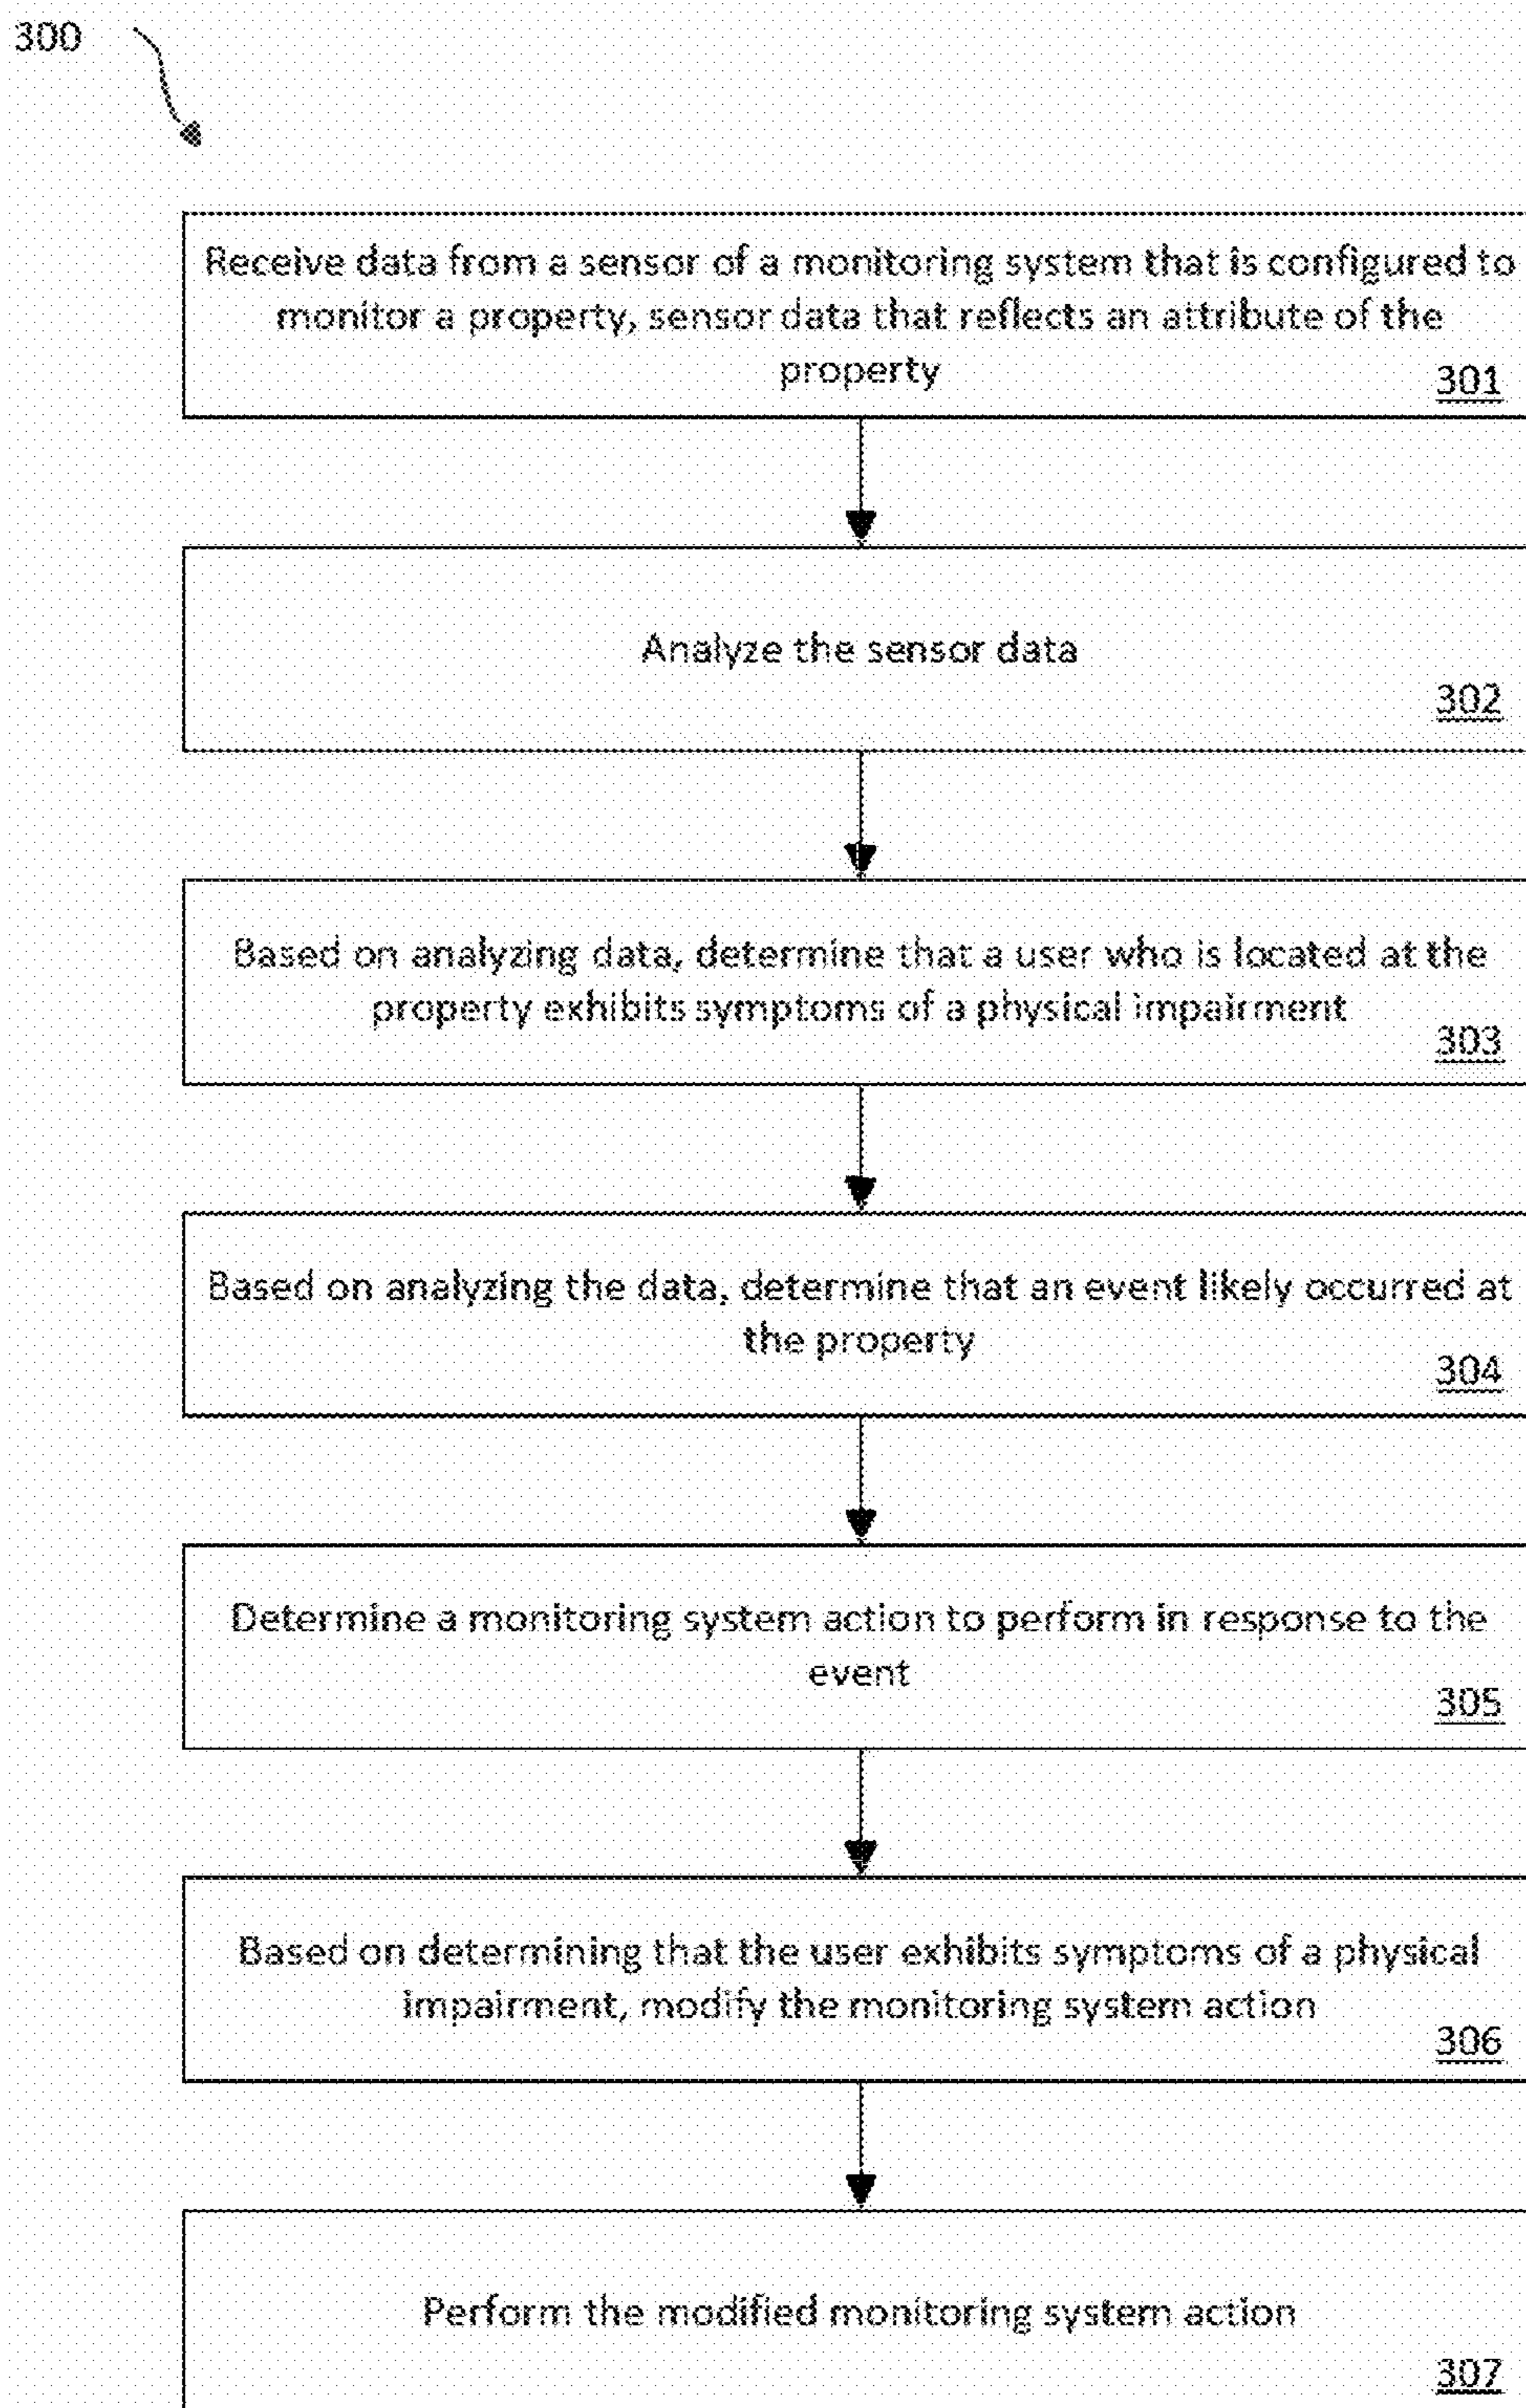 300
Receive data from a sensor of a monitoring system that is configured to
monitor a property, sensor data that reflects an attribute of the
property
301
Analyze the sensor data
302
Based on analyzing data, determine that a user who is located at the
property exhibits symptoms of a physical impairment
303
Based on analyzing the data, determine that an event likely occurred at
the property
304
Determine a monitoring system action to perform in response to the
event
305
Based on determining that the user exhibits symptoms of a physical
impairment, modify the monitoring system action
306
Perform the modified monitoring system action
307